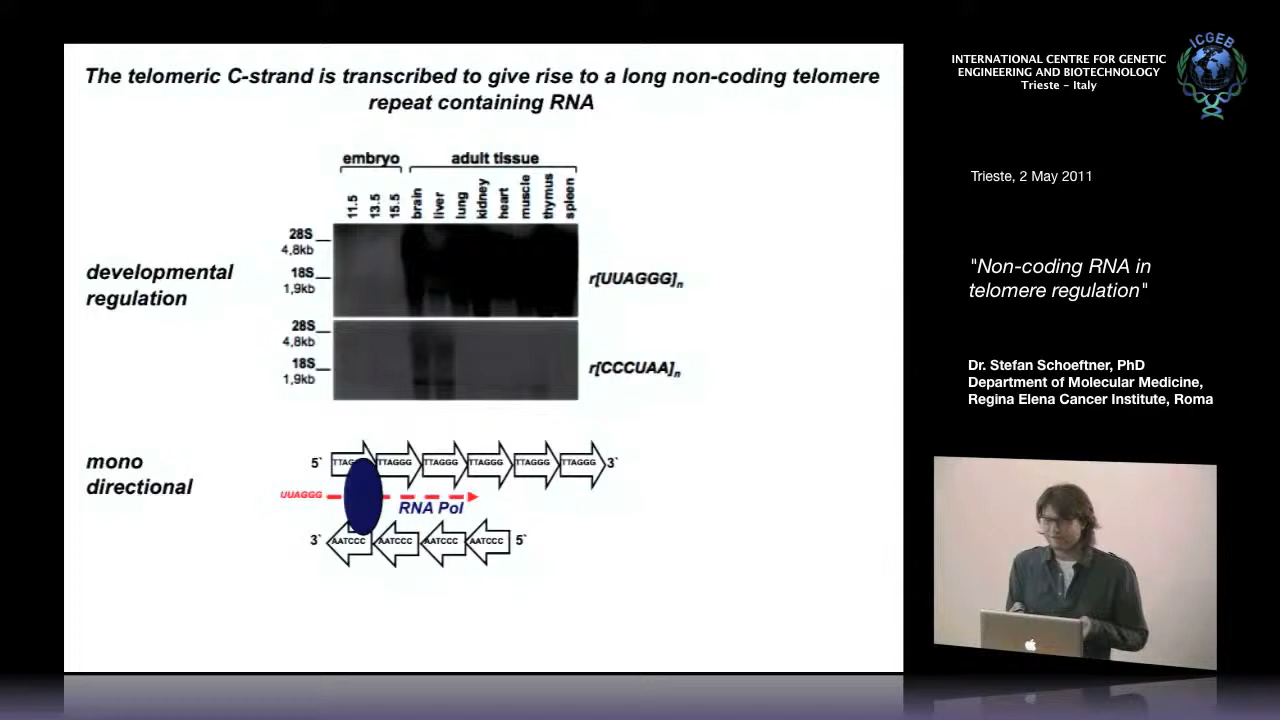 The telomeric C-strand is transcribed to give rise to a long non-coding telomere
repeat containing RNA
embryo
adult tissue
11.5
13.5
15.5
brain
liver
lung
kidney
heart
muscle
thymus
spleen
28S
4,8kb
18S
1,9kb
r[UUAGGG]n
developmental
regulation
28S
4,8kb
18S
1,9kb
r[CCCUAA]n
mono
directional
5`
TTAGGG
TTAGGG
TTAGGG
TTAGGG
TTAGGG
3`
UUAGGG
RNA Pol
3`
AATCCC
AATCCC
AATCCC
AATCCC
5`
ICGEB
INTERNATIONAL CENTRE FOR GENETIC
ENGINEERING AND BIOTECHNOLOGY
Trieste - Italy
Trieste, 2 May 2011
"Non-coding RNA in
telomere regulation"
Dr. Stefan Schoeftner, PhD
Department of Molecular Medicine,
Regina Elena Cancer Institute, Roma